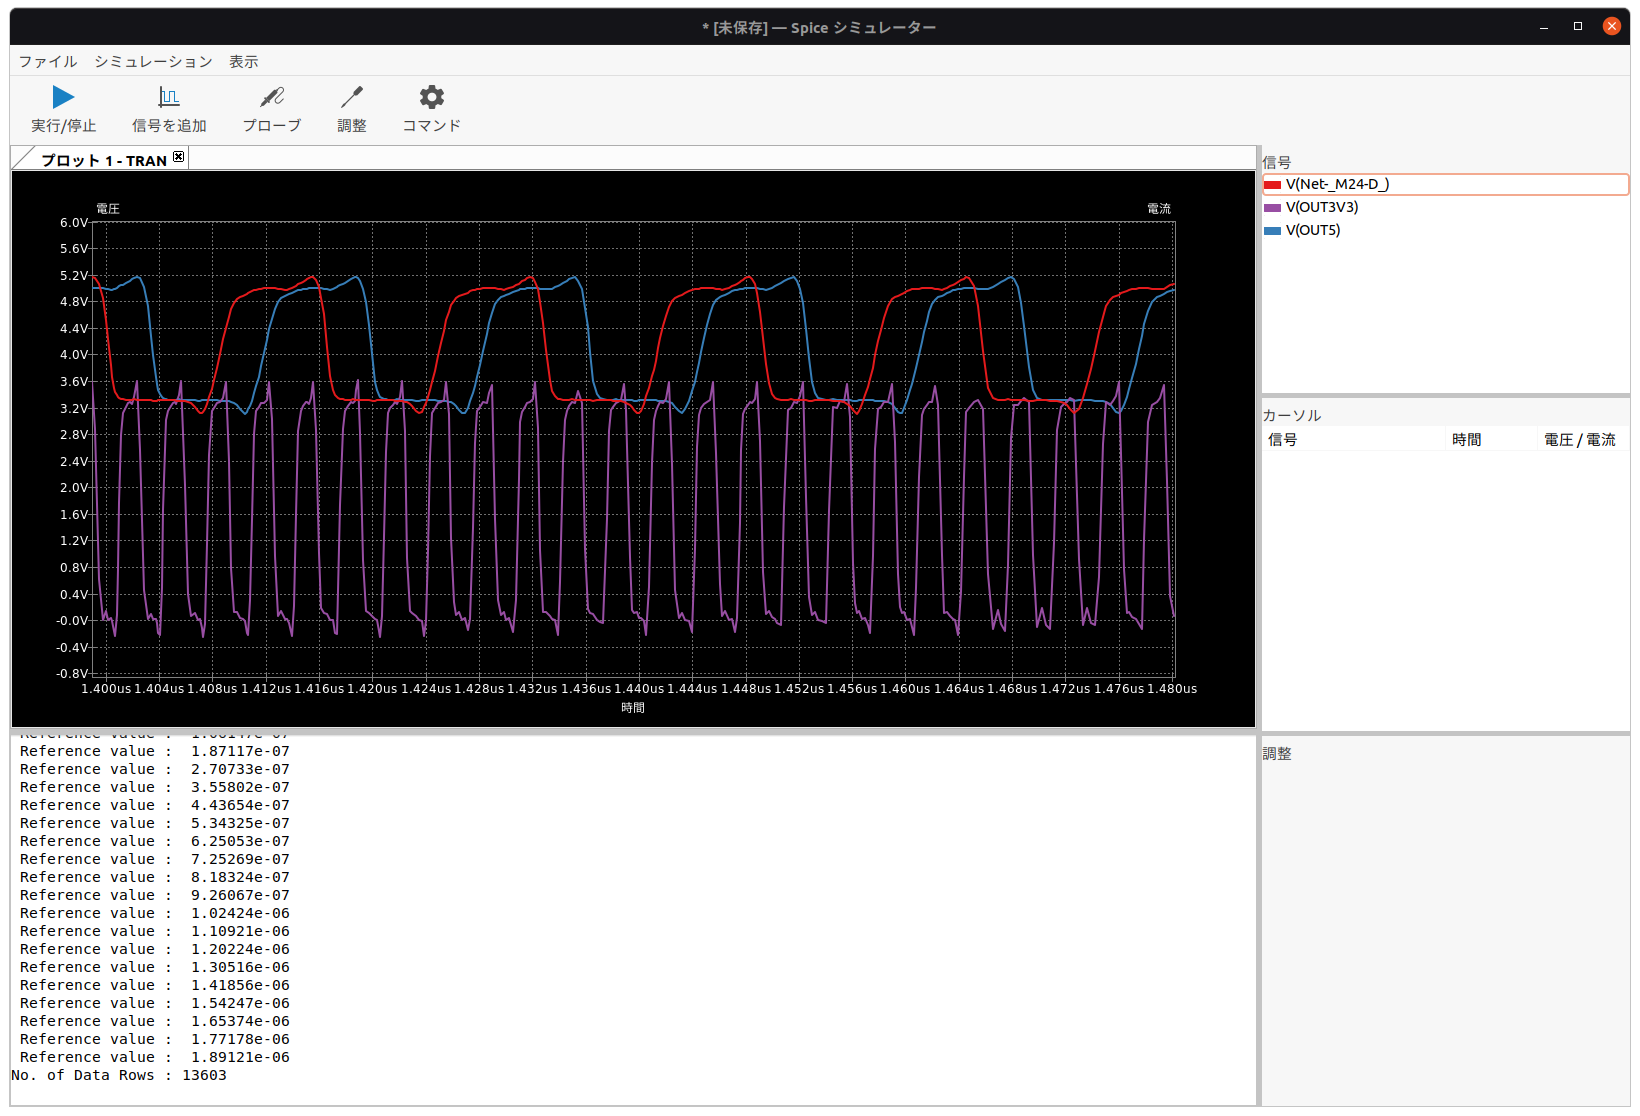 * [未保存] — Spice シミュレーター
ファイル シミュレーション 表示
実行/停止 信号を追加 プローブ 調整 コマンド
プロット 1 - TRAN
電圧 電流
6.0V
5.6V
5.2V
4.8V
4.4V
4.0V
3.6V
3.2V
2.8V
2.4V
2.0V
1.6V
1.2V
0.8V
0.4V
-0.0V
-0.4V
-0.8V
1.400us 1.404us 1.408us 1.412us 1.416us 1.420us 1.424us 1.428us 1.432us 1.436us 1.440us 1.444us 1.448us 1.452us 1.456us 1.460us 1.464us 1.468us 1.472us 1.476us 1.480us
時間
信号
V(Net-_M24-D_)
V(OUT3V3)
V(OUT5)
カーソル
信号 時間 電圧 / 電流
調整
Reference value :
Reference value : 1.87117e-07
Reference value : 2.70733e-07
Reference value : 3.55802e-07
Reference value : 4.43654e-07
Reference value : 5.34325e-07
Reference value : 6.25053e-07
Reference value : 7.25269e-07
Reference value : 8.18324e-07
Reference value : 9.26067e-07
Reference value : 1.02424e-06
Reference value : 1.10921e-06
Reference value : 1.20224e-06
Reference value : 1.30516e-06
Reference value : 1.41856e-06
Reference value : 1.54247e-06
Reference value : 1.65374e-06
Reference value : 1.77178e-06
Reference value : 1.89121e-06
No. of Data Rows : 13603